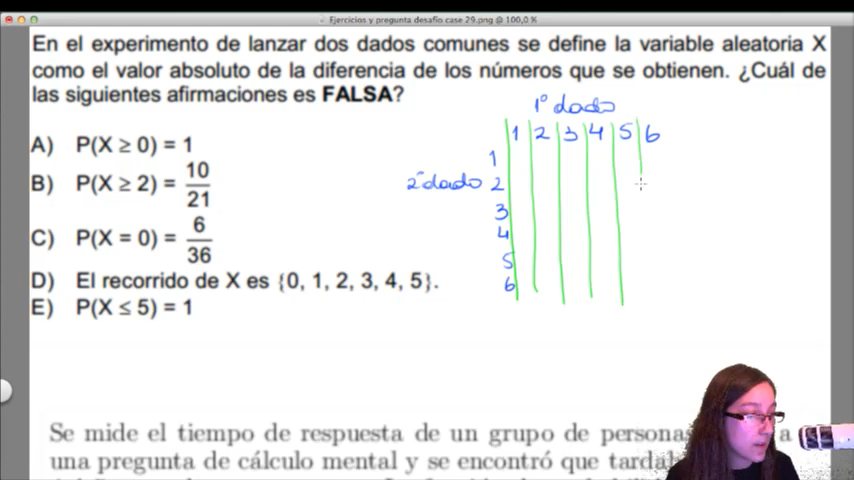 Ejercicios y pregunta desafío case 29.png @ 100,0 %
En el experimento de lanzar dos dados comunes se define la variable aleatoria X
como el valor absoluto de la diferencia de los números que se obtienen. ¿Cuál de
las siguientes afirmaciones es FALSA?
A) P(X ≥ 0) = 1
B) P(X ≥ 2) = 10/21
C) P(X = 0) = 6/36
D) El recorrido de X es {0, 1, 2, 3, 4, 5}.
E) P(X ≤ 5) = 1
1º dado
1 2 3 4 5 6
1
2º dado 2
3
4
5
6
Se mide el tiempo de respuesta de un grupo de
una pregunta de cálculo mental y se encontró que